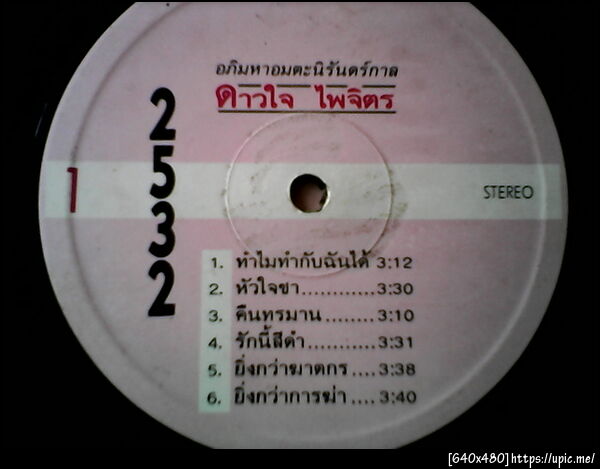 อภิมหาอมตะนิรันดร์กาล
ดาวใจ ไพจิตร
2532
1
STEREO
1. ทำไมทำกับฉันได้ 3:12
2. หัวใจชา............3:30
3. คืนทรมาน........3:10
4. รักนี้สีดำ...........3:31
5. ยิ่งกว่าฆาตกร....3:38
6. ยิ่งกว่าการฆ่า....3:40
[640x480]https://upic.me/